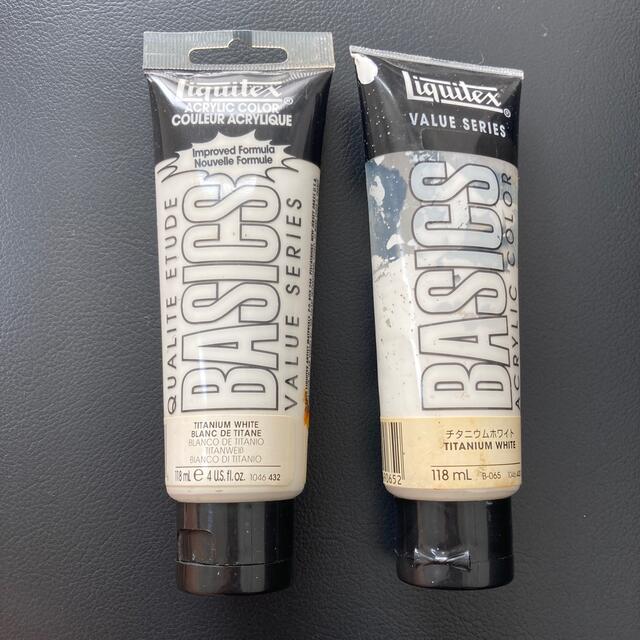 Liquitex®
ACRYLIC COLOR
COULEUR ACRYLIQUE
Improved Formula
Nouvelle Formule
QUALITE ETUDE
BASICS
VALUE SERIES
TITANIUM WHITE
BLANC DE TITANE
BLANCO DE TITANIO
TITANWEIß
BIANCO DI TITANIO
118 mL ℮ 4 U.S. fl. oz. 1046 432
Liquitex®
VALUE SERIES
BASICS
ACRYLIC COLOR
チタニウムホワイト
TITANIUM WHITE
118 mL B-065 1046